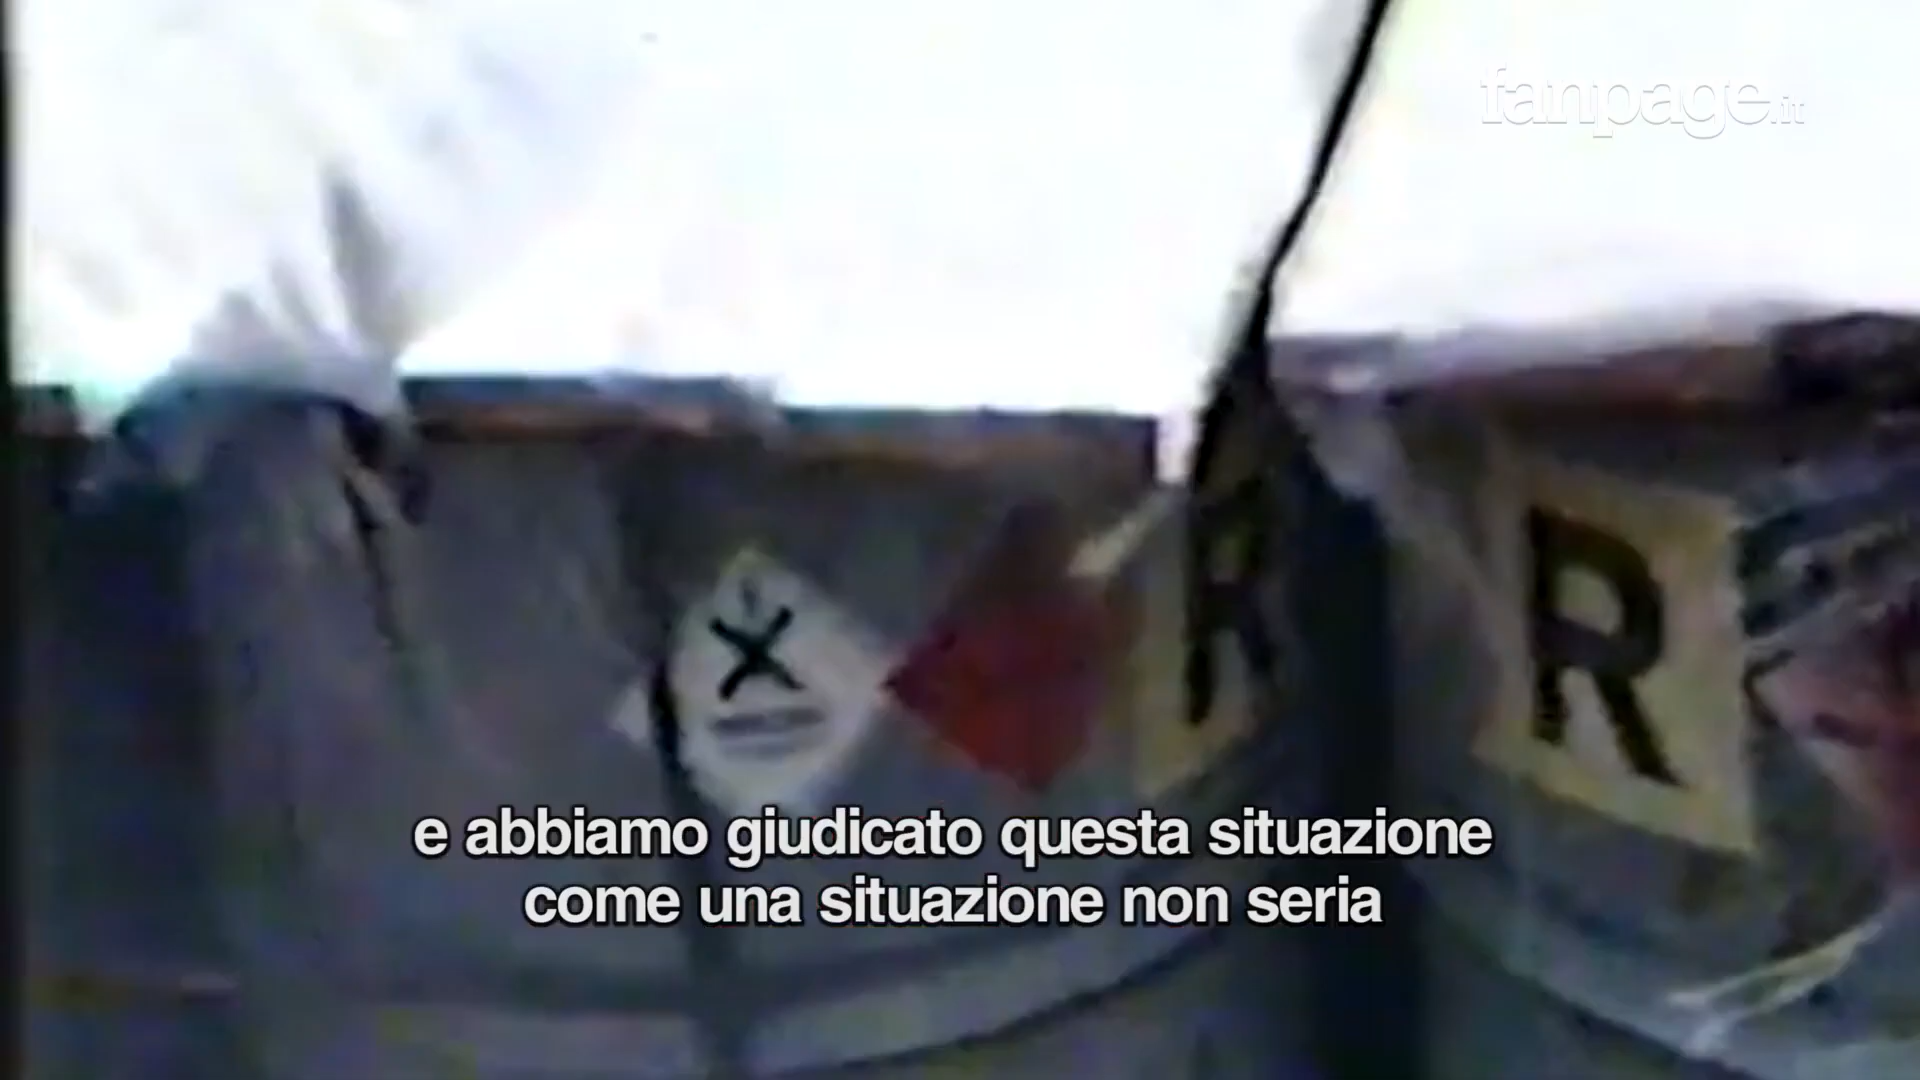 fanpage.it
X
R
R
e abbiamo giudicato questa situazione
come una situazione non seria